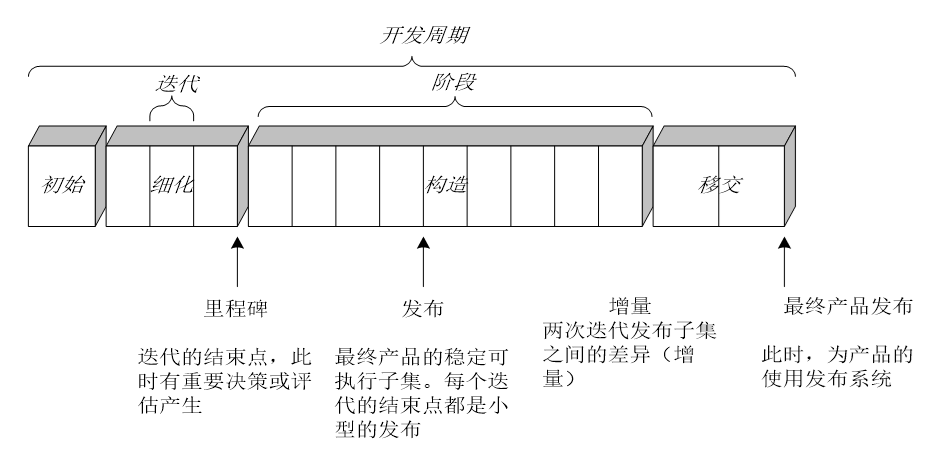 开发周期
迭代
阶段
初始
细化
构造
移交
里程碑
迭代的结束点，此
时有重要决策或评
估产生
发布
最终产品的稳定可
执行子集。每个迭
代的结束点都是小
型的发布
增量
两次迭代发布子集
之间的差异（增
量）
最终产品发布
此时，为产品的
使用发布系统